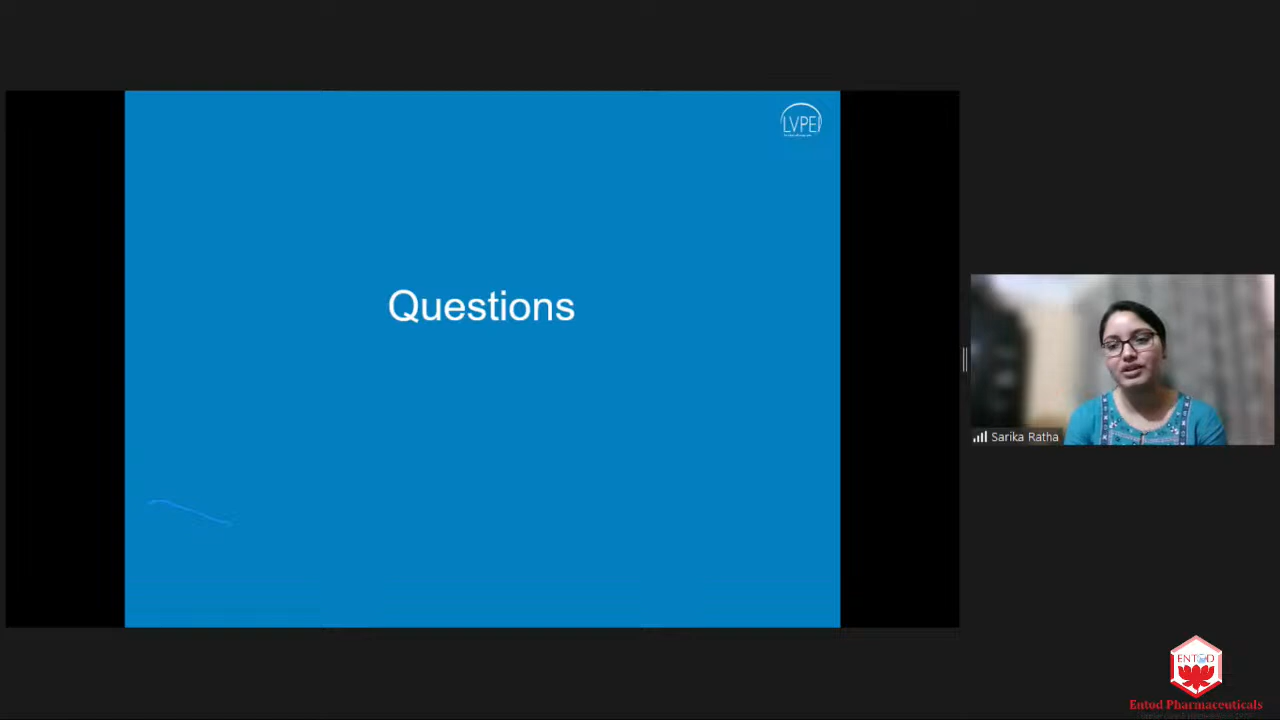 LVPEI
Questions
Sarika Ratha
ENTOD
Entod Pharmaceuticals